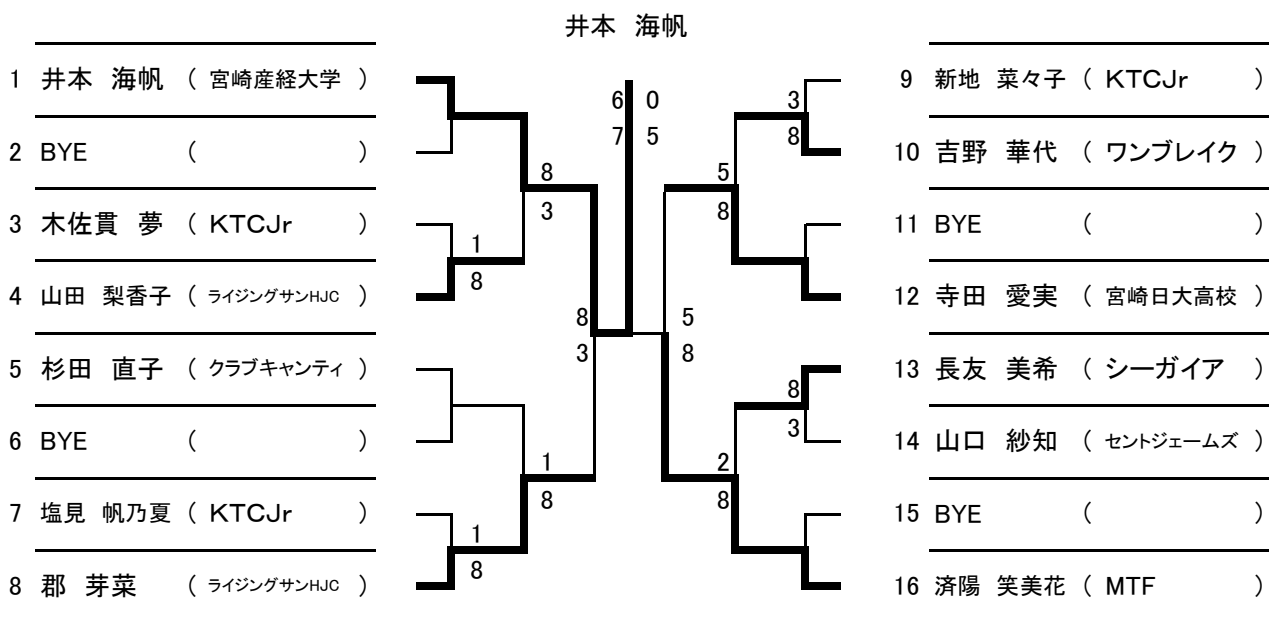 井本 海帆
1 井本 海帆 ( 宮崎産経大学 )
2 BYE ( )
3 木佐貫 夢 ( KTCJr )
4 山田 梨香子 ( ライジングサンHJC )
5 杉田 直子 ( クラブキャンティ )
6 BYE ( )
7 塩見 帆乃夏 ( KTCJr )
8 郡 芽菜 ( ライジングサンHJC )
8
3
1
8
8
3
1
8
1
8
6 0
7 5
5
8
3
8
5
8
8
3
2
8
9 新地 菜々子 ( KTCJr )
10 吉野 華代 ( ワンブレイク )
11 BYE ( )
12 寺田 愛実 ( 宮崎日大高校 )
13 長友 美希 ( シーガイア )
14 山口 紗知 ( セントジェームズ )
15 BYE ( )
16 済陽 笑美花 ( MTF )